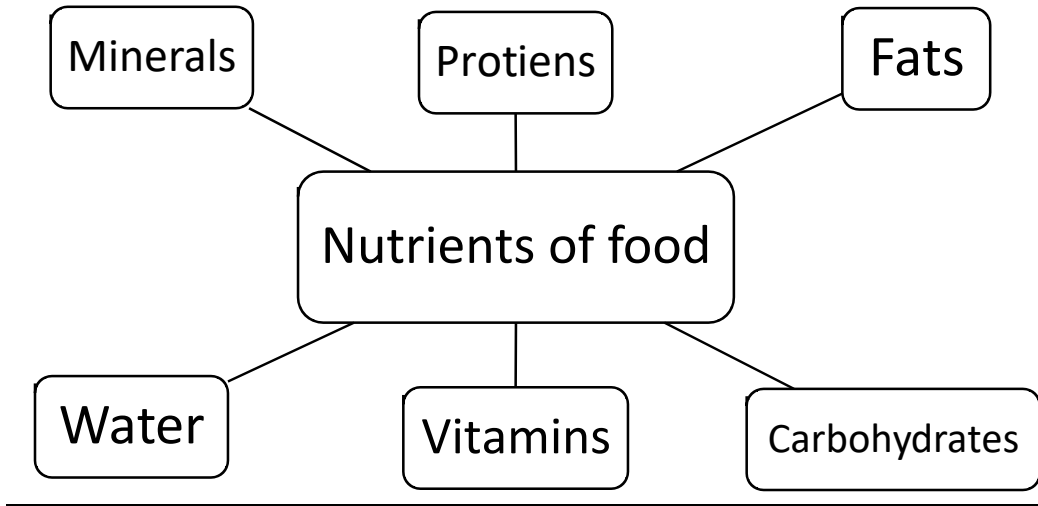 Minerals
Protiens
Fats
Nutrients of food
Water
Vitamins
Carbohydrates